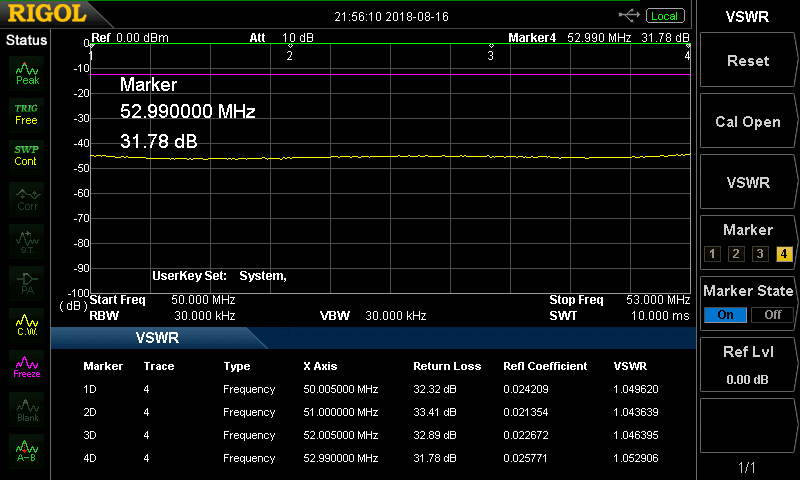 RIGOL
21:56:10 2018-08-16
Local
VSWR
Status
Ref 0.00 dBm Att 10 dB Marker4 52.990 MHz 31.78 dB
Reset
0
1 2 3 4
Peak
-10
Marker
TRIG
Free
-20
52.990000 MHz
Cal Open
-30
31.78 dB
-40
SWP
Cont
-50
VSWR
-60
Corr
-70
Marker
1 2 3 4
S.T.
-80
-90
UserKey Set: System,
PA
-100
(dB)
Marker State
On Off
Start Freq 50.000 MHz Stop Freq 53.000 MHz
RBW 30.000 kHz VBW 30.000 kHz SWT 10.000 ms
C.W.
VSWR
Ref Lvl
0.00 dB
Marker Trace Type X Axis Return Loss Refl Coefficient VSWR
Freeze
1D 4 Frequency 50.005000 MHz 32.32 dB 0.024209 1.049620
2D 4 Frequency 51.000000 MHz 33.41 dB 0.021354 1.043639
Blank
3D 4 Frequency 52.005000 MHz 32.89 dB 0.022672 1.046395
4D 4 Frequency 52.990000 MHz 31.78 dB 0.025771 1.052906
A-B
1/1